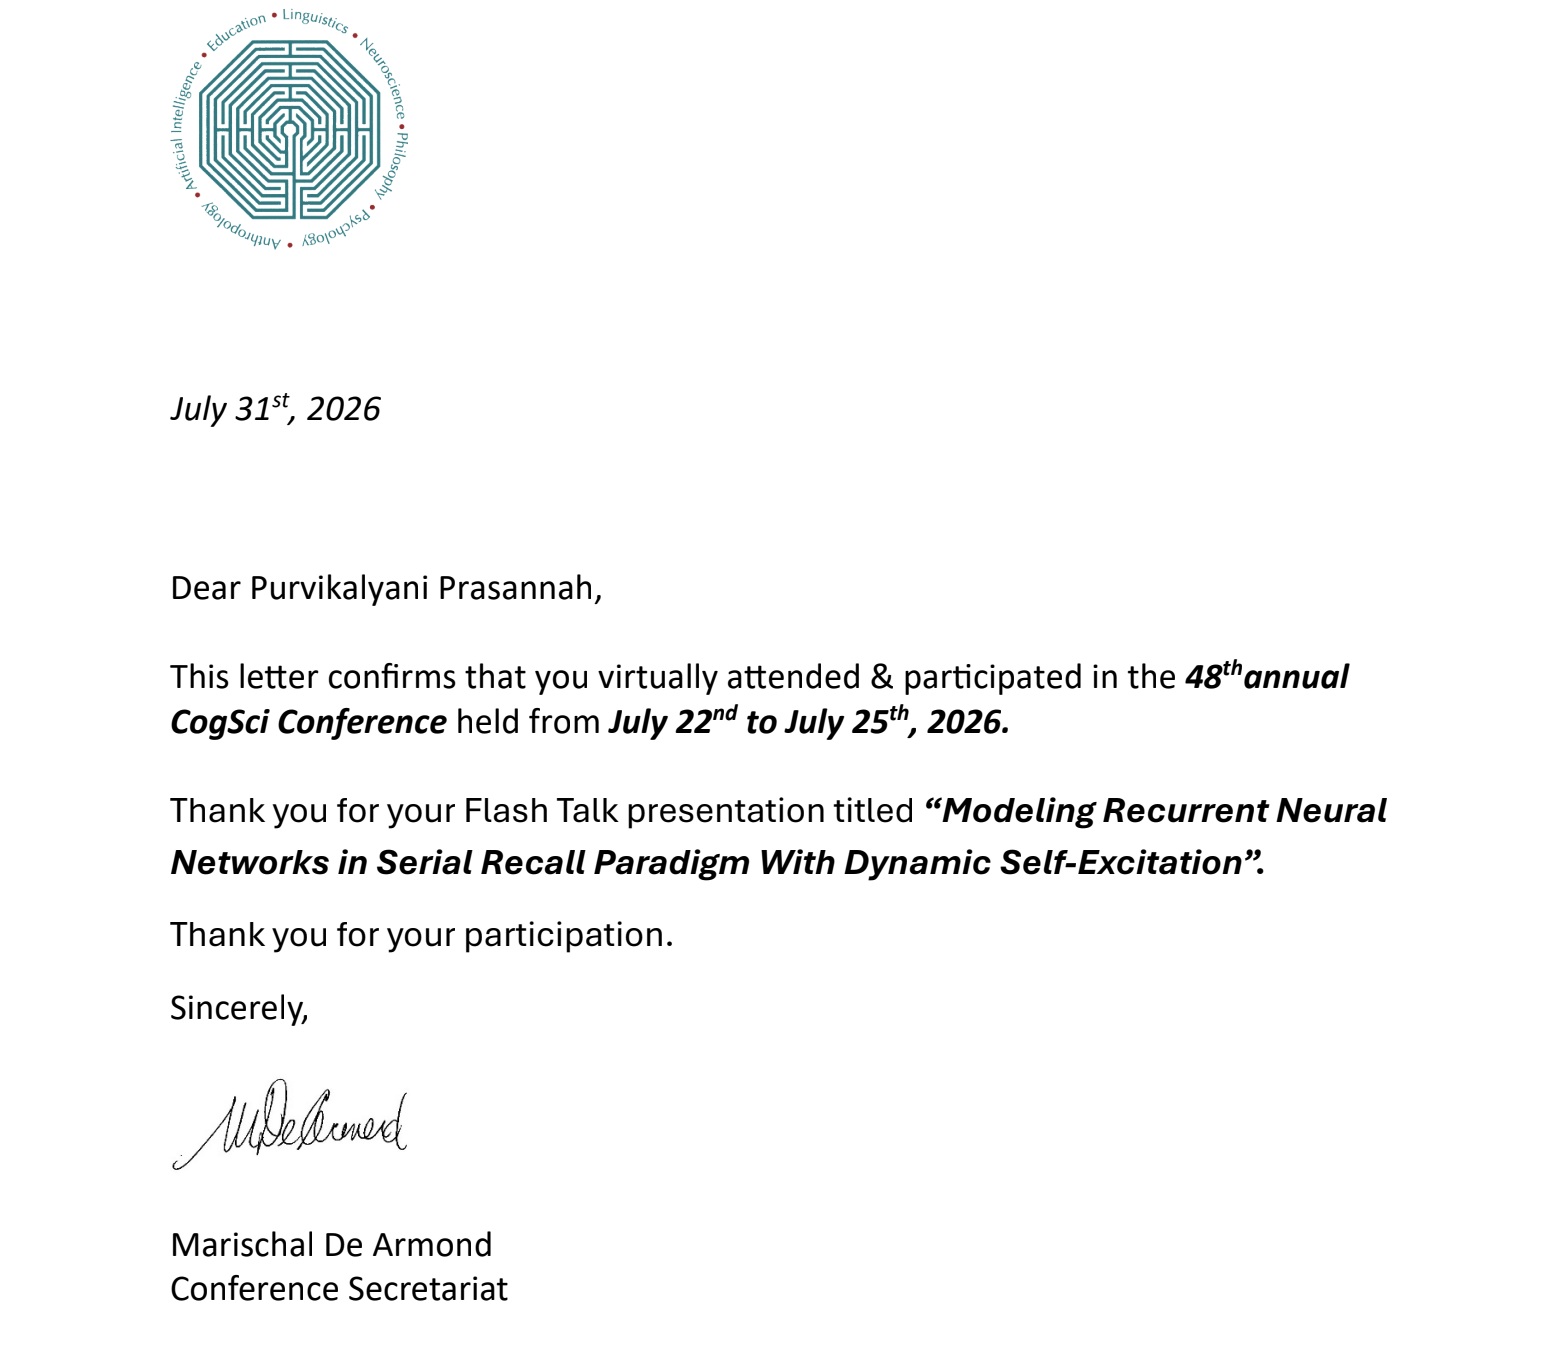 Education • Linguistics • Neuroscience • Philosophy • Psychology • Anthropology • Artificial Intelligence •
July 31st, 2026
Dear Purvikalyani Prasannah,
This letter confirms that you virtually attended & participated in the 48thannual
CogSci Conference held from July 22nd to July 25th, 2026.
Thank you for your Flash Talk presentation titled “Modeling Recurrent Neural
Networks in Serial Recall Paradigm With Dynamic Self-Excitation”.
Thank you for your participation.
Sincerely,
MDeArmond
Marischal De Armond
Conference Secretariat